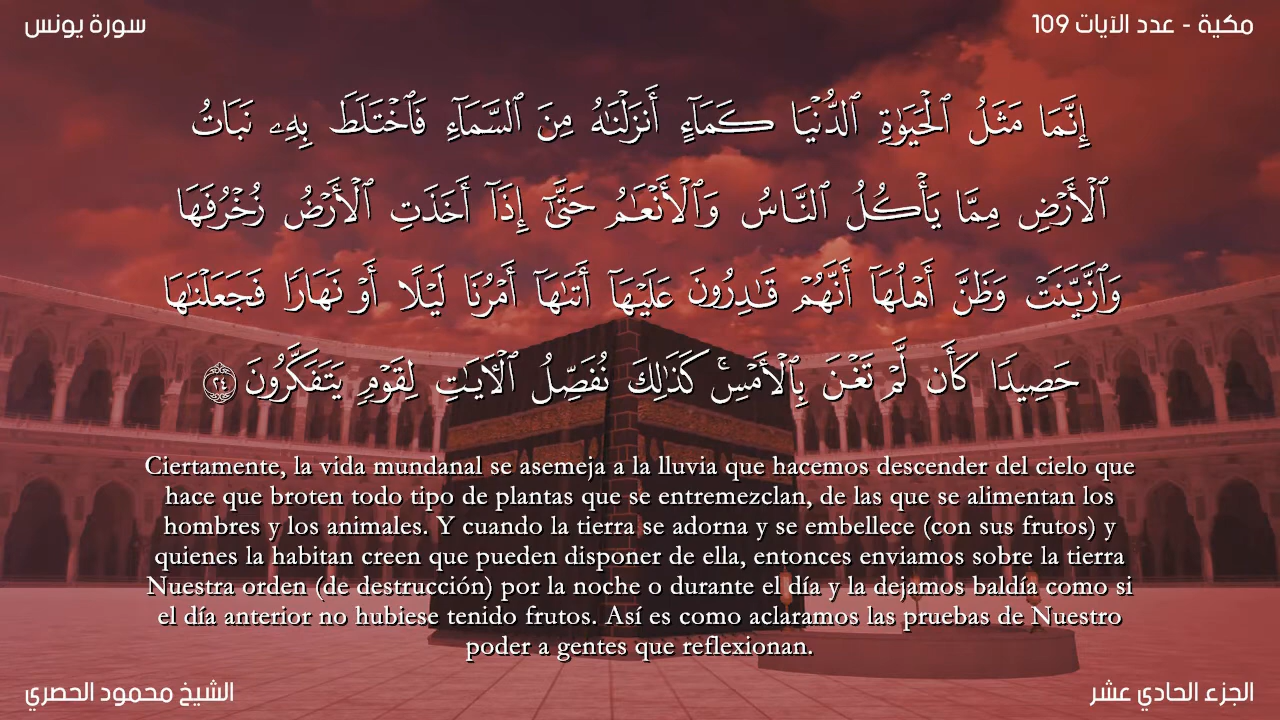 سورة يونس
مكية - عدد الآيات 109
إِنَّمَا مَثَلُ ٱلْحَيَوٰةِ ٱلدُّنْيَا كَمَآءٍ أَنزَلْنَٰهُ مِنَ ٱلسَّمَآءِ فَٱخْتَلَطَ بِهِۦ نَبَاتُ
ٱلْأَرْضِ مِمَّا يَأْكُلُ ٱلنَّاسُ وَٱلْأَنْعَٰمُ حَتَّىٰٓ إِذَآ أَخَذَتِ ٱلْأَرْضُ زُخْرُفَهَا
وَٱزَّيَّنَتْ وَظَنَّ أَهْلُهَآ أَنَّهُمْ قَٰدِرُونَ عَلَيْهَآ أَتَىٰهَآ أَمْرُنَا لَيْلًا أَوْ نَهَارًا فَجَعَلْنَٰهَا
حَصِيدًا كَأَن لَّمْ تَغْنَ بِٱلْأَمْسِ ۚ كَذَٰلِكَ نُفَصِّلُ ٱلْءَايَٰتِ لِقَوْمٍ يَتَفَكَّرُونَ ٢٤
Ciertamente, la vida mundanal se asemeja a la lluvia que hacemos descender del cielo que
hace que broten todo tipo de plantas que se entremezclan, de las que se alimentan los
hombres y los animales. Y cuando la tierra se adorna y se embellece (con sus frutos) y
quienes la habitan creen que pueden disponer de ella, entonces enviamos sobre la tierra
Nuestra orden (de destrucción) por la noche o durante el día y la dejamos baldía como si
el día anterior no hubiese tenido frutos. Así es como aclaramos las pruebas de Nuestro
poder a gentes que reflexionan.
الشيخ محمود الحصري
الجزء الحادي عشر